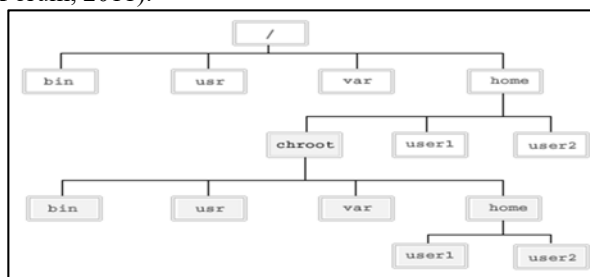 /
bin usr var home
chroot user1 user2
bin usr var home
user1 user2